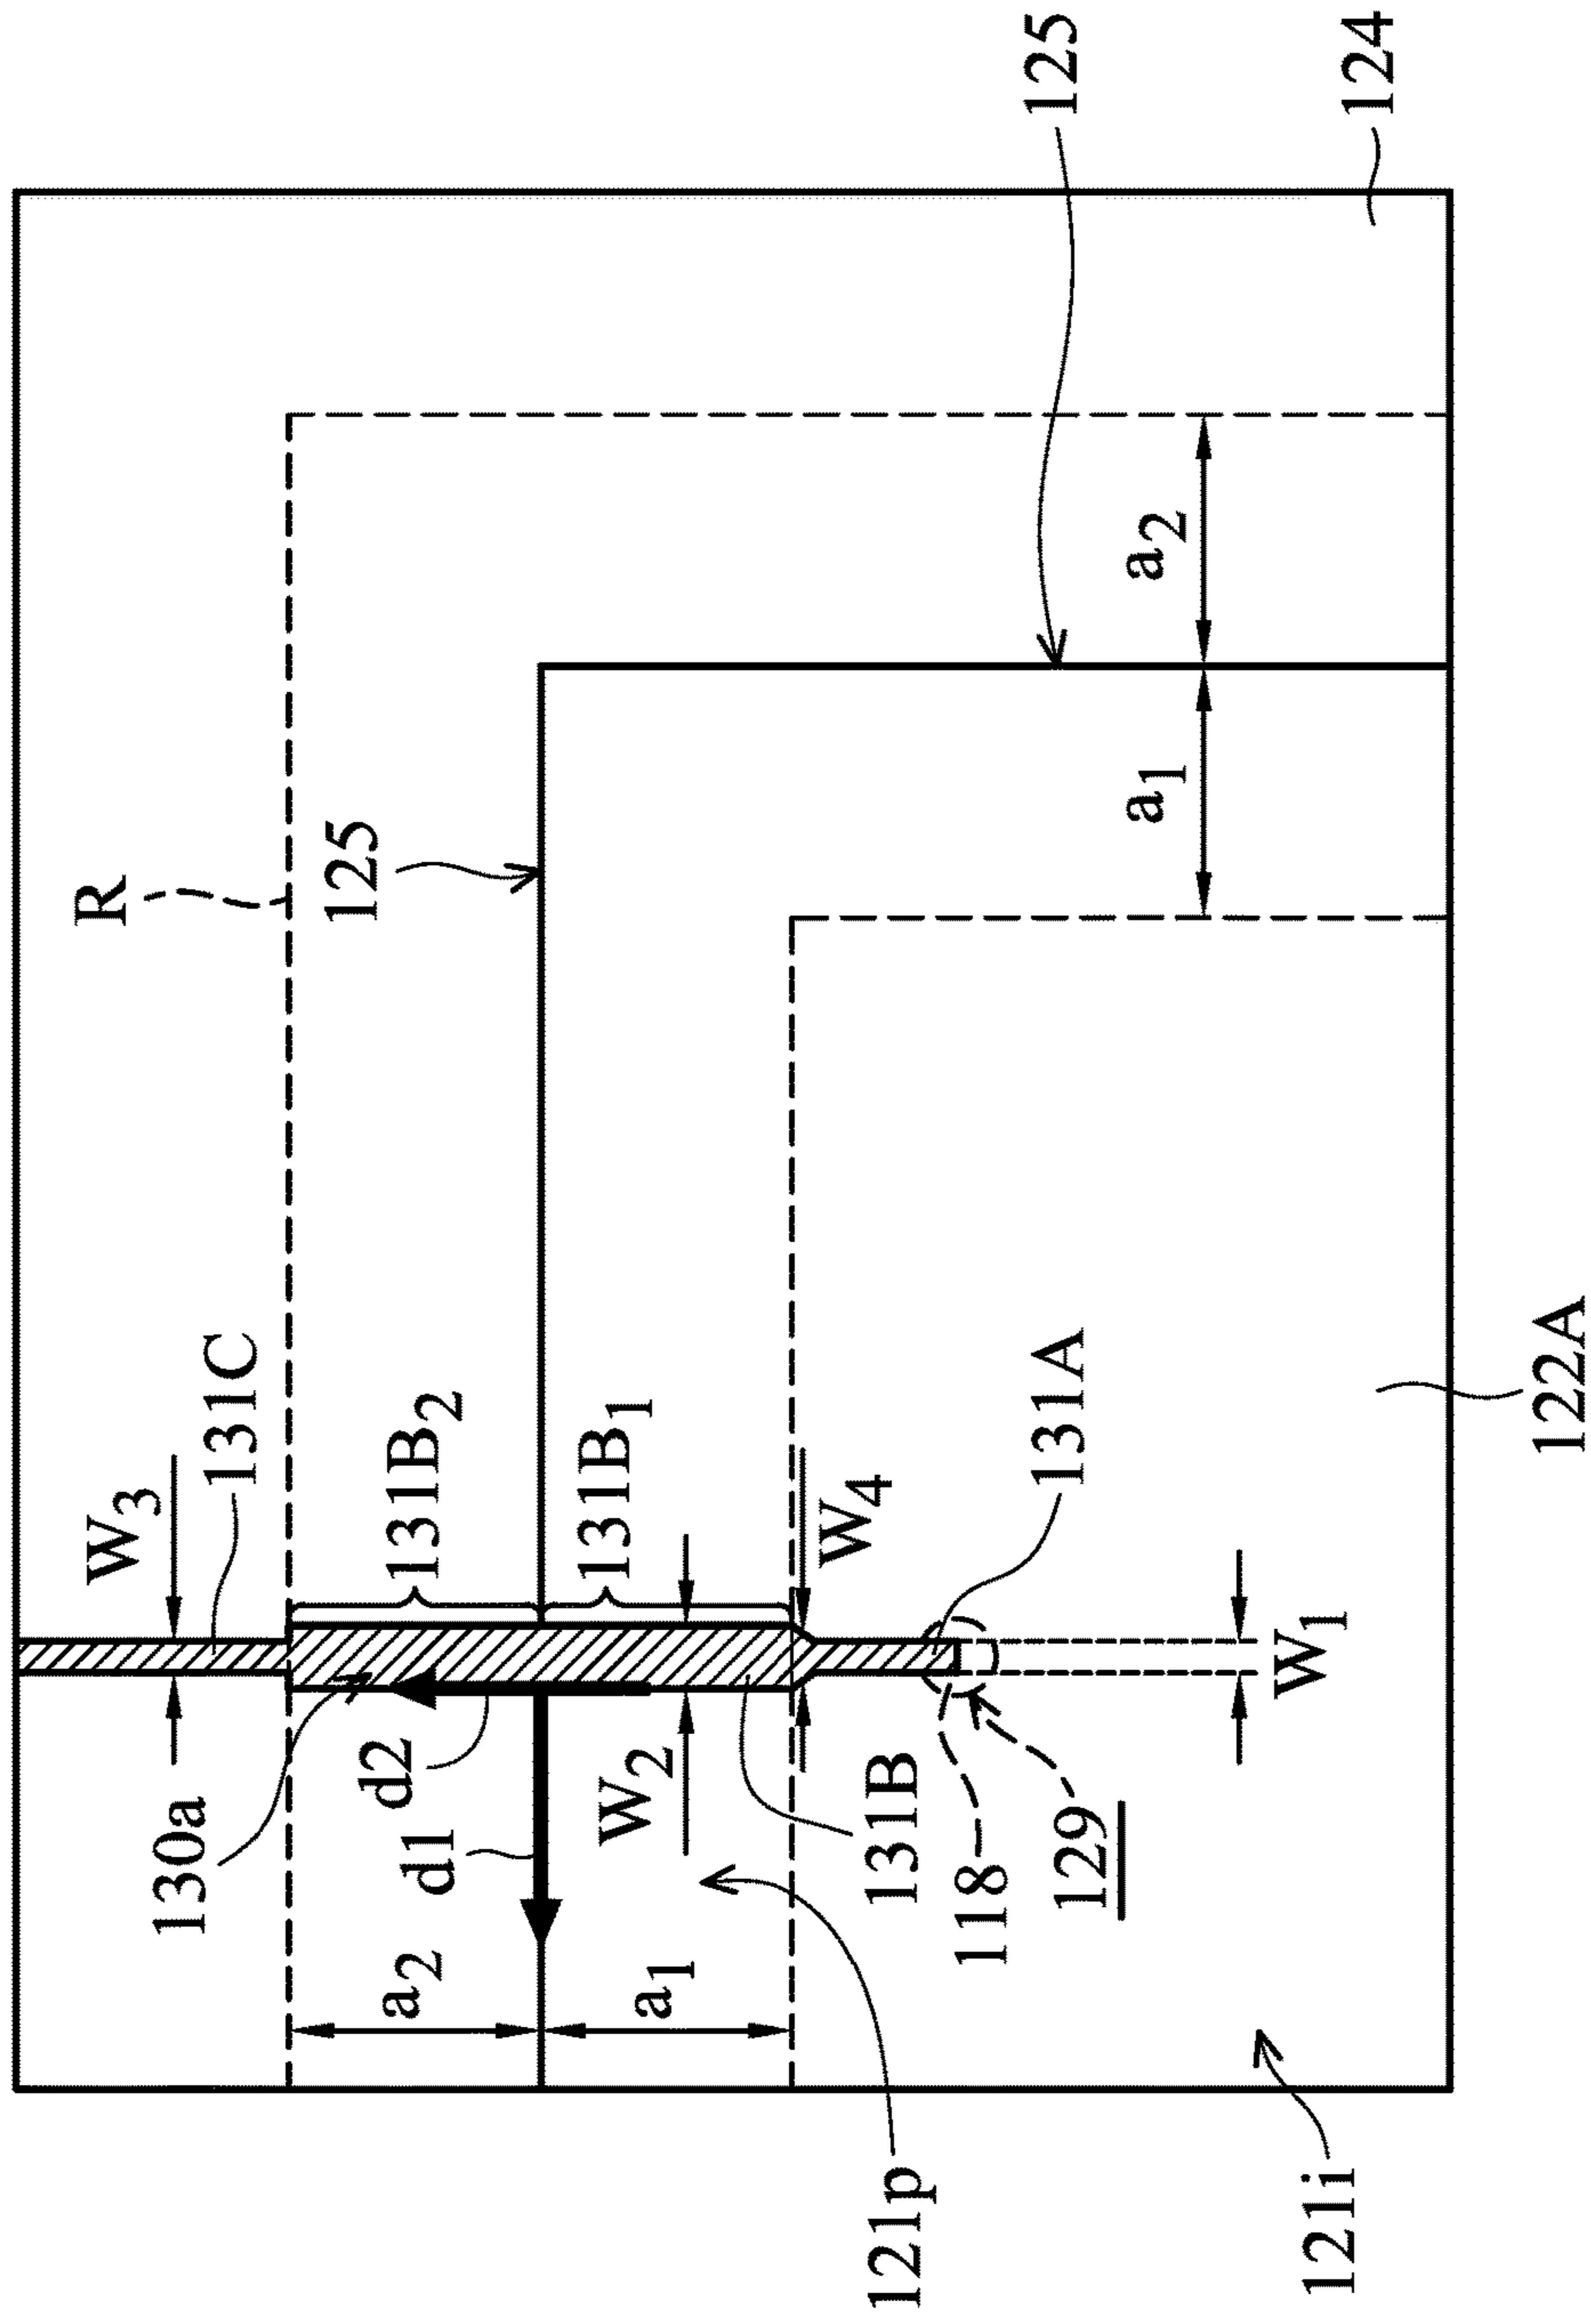 125
124
R
125
a₂
a₁
W₃
131C
131B₂
131B₁
W₄
131A
122A
130a
d2
d1
W₂
131B
118
129
W₁
a₂
a₁
121p
121i